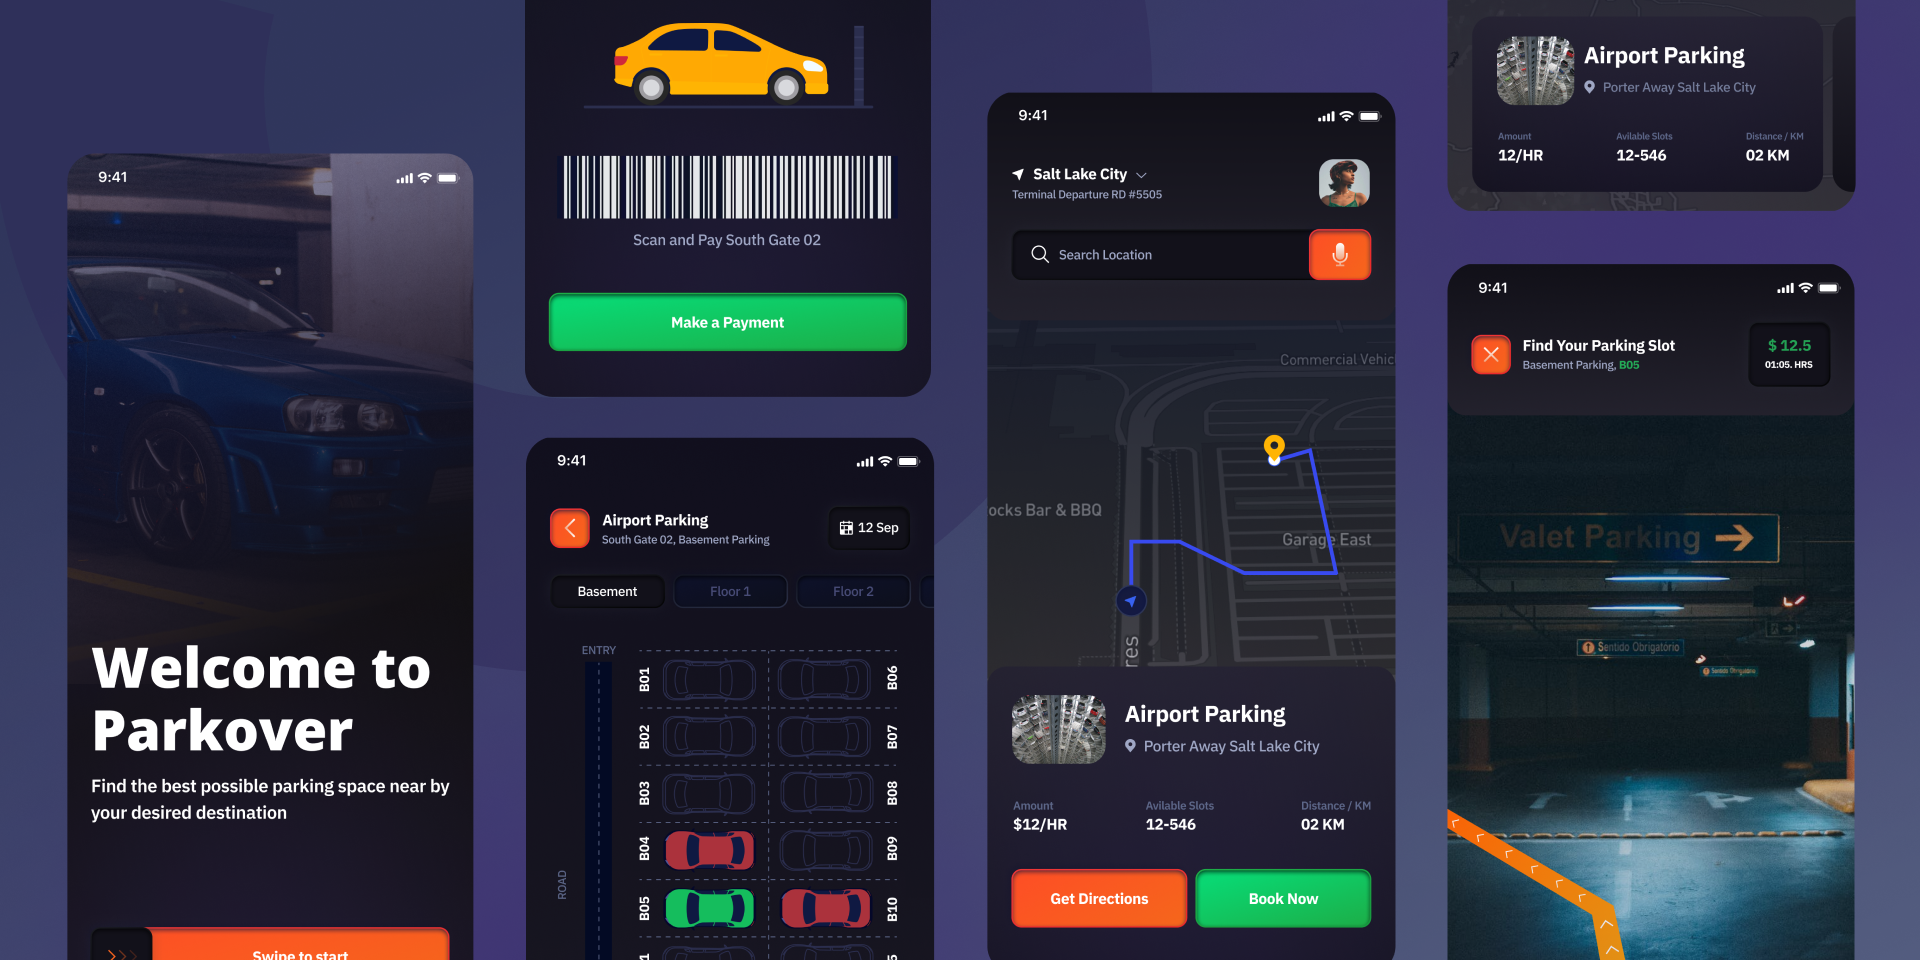 9:41
Welcome to
Parkover
Find the best possible parking space near by
your desired destination
Swipe to start
Scan and Pay South Gate 02
Make a Payment
9:41
Airport Parking
South Gate 02, Basement Parking
12 Sep
Basement
Floor 1
Floor 2
ENTRY
ROAD
B01
B06
B02
B07
B03
B08
B04
B09
B05
B10
9:41
Salt Lake City
Terminal Departure RD #5505
Search Location
Commercial Vehic
ocks Bar & BBQ
Garage East
res
Airport Parking
Porter Away Salt Lake City
Amount
Avilable Slots
Distance / KM
$12/HR
12-546
02 KM
Get Directions
Book Now
Airport Parking
Porter Away Salt Lake City
Amount
Avilable Slots
Distance / KM
12/HR
12-546
02 KM
9:41
Find Your Parking Slot
Basement Parking, B05
$ 12.5
01:05. HRS
Valet Parking
Sentido Obrigatório
Sentido Obrigatório